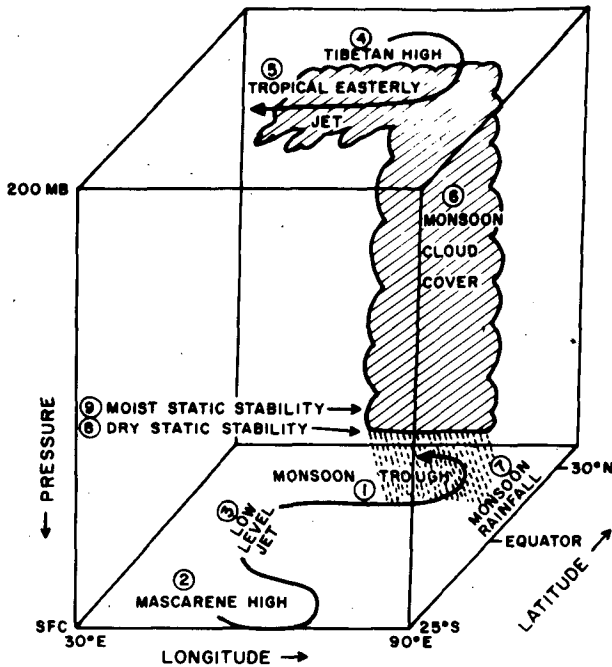 ④
TIBETAN HIGH
⑤
TROPICAL EASTERLY
JET
200 MB
⑥
MONSOON
CLOUD
COVER
⑨ MOIST STATIC STABILITY →
⑧ DRY STATIC STABILITY →
← PRESSURE
MONSOON TROUGH
①
⑦
MONSOON
RAINFALL
30°N
③
LOW
LEVEL
JET
EQUATOR
②
MASCARENE HIGH
LATITUDE →
SFC
30°E
90°E
25°S
LONGITUDE →